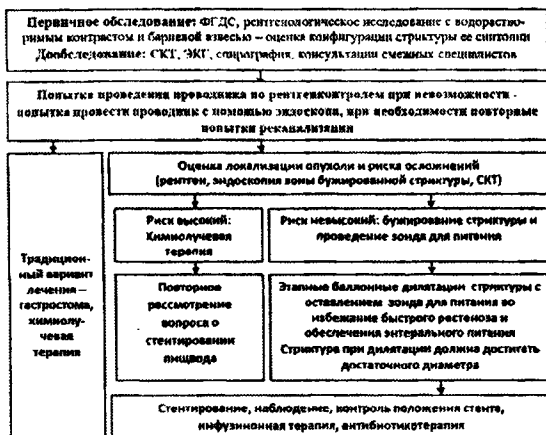 Первичное обследование: ФГДС, рентгенологическое исследование с водораство-
римым контрастом и бариевой взвесью – оценка конфигурации структуры ее синтопии
Дообследование: СКТ, ЭКГ, спирография, консультации смежных специалистов
Попытка проведения проводника по рентгенконтролем при невозможности -
попытка провести проводник с помощью эндоскопа, при необходимости повторные
попытки реканализации
Традицион-
ный вариант
лечения –
гастростома,
химиолу-
чевая
терапия
Оценка локализации опухоли и риска осложнений
(рентген, эндоскопия зоны бужированной структуры, СКТ)
Риск высокий:
Химиолучевая
терапия
Риск невысокий: бужирование структуры и
проведение зонда для питания
Повторное
рассмотрение
вопроса о
стентировании
пищвода
Этапные баллонные дилатации структуры с
оставлением зонда для питания во
избежание быстрого рестеноза и
обеспечения энтерального питания
Структура при дилатации должна достигать
достаточного диаметра
Стентирование, наблюдение, контроль положения стента,
инфузионная терапия, антибиотикотерапия